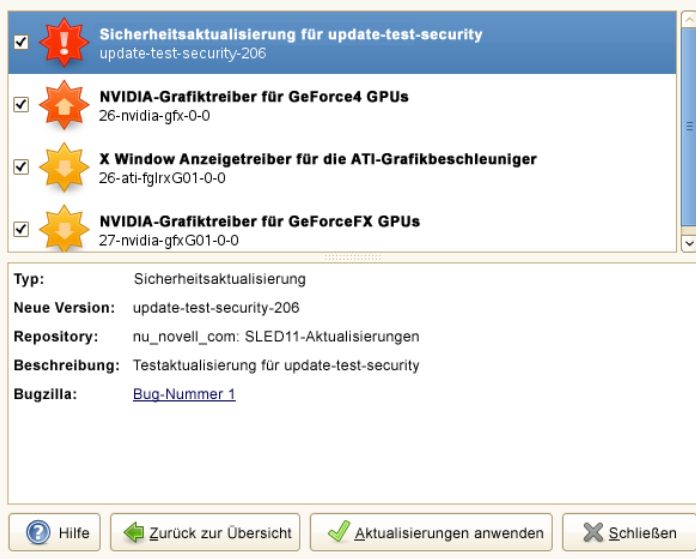 Sicherheitsaktualisierung für update-test-security
update-test-security-206
NVIDIA-Grafiktreiber für GeForce4 GPUs
26-nvidia-gfx-0-0
X Window Anzeigetreiber für die ATI-Grafikbeschleuniger
26-ati-fglrxG01-0-0
NVIDIA-Grafiktreiber für GeForceFX GPUs
27-nvidia-gfxG01-0-0
Typ: Sicherheitsaktualisierung
Neue Version: update-test-security-206
Repository: nu_novell_com: SLED11-Aktualisierungen
Beschreibung: Testaktualisierung für update-test-security
Bugzilla: Bug-Nummer 1
Hilfe Zurück zur Übersicht Aktualisierungen anwenden Schließen